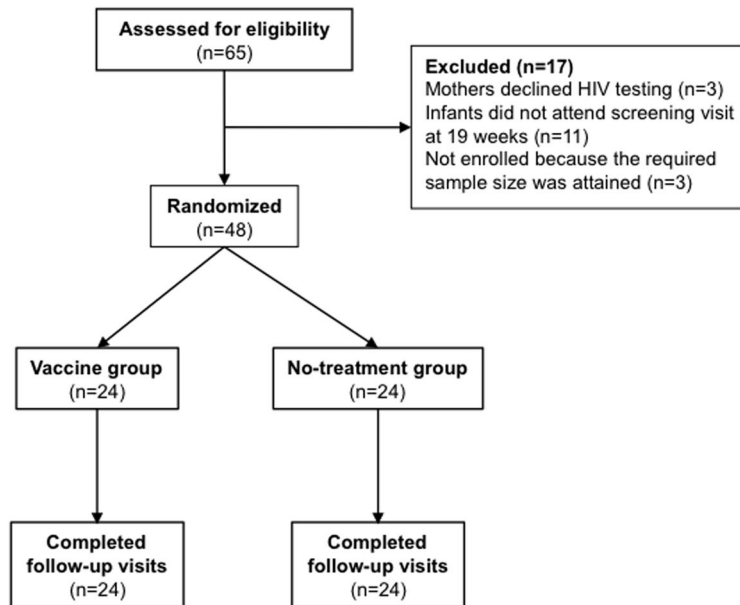 Assessed for eligibility
(n=65)
Excluded (n=17)
Mothers declined HIV testing (n=3)
Infants did not attend screening visit
at 19 weeks (n=11)
Not enrolled because the required
sample size was attained (n=3)
Randomized
(n=48)
Vaccine group
(n=24)
No-treatment group
(n=24)
Completed
follow-up visits
(n=24)
Completed
follow-up visits
(n=24)